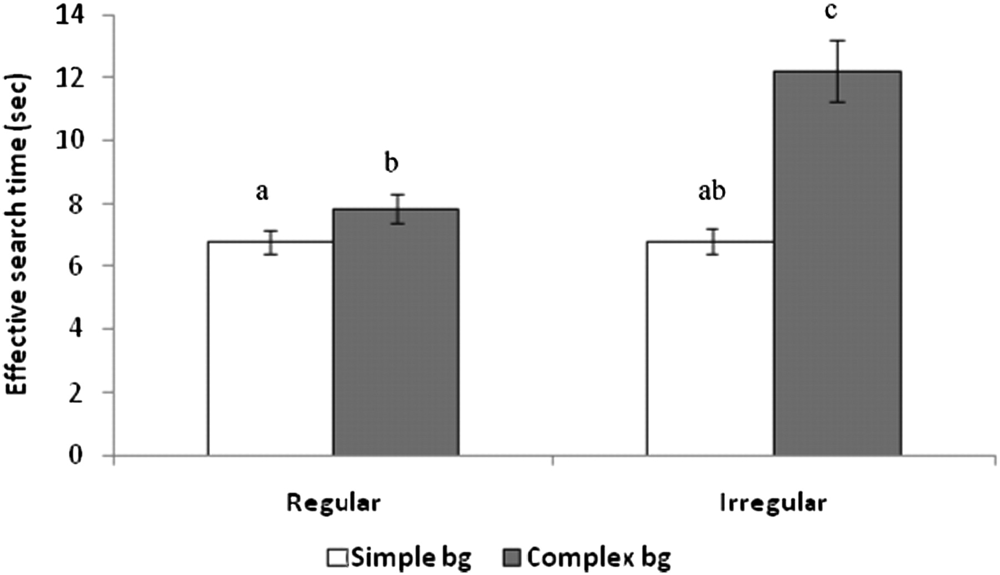 Effective search time (sec)
14
12
10
8
6
4
2
0
a
b
ab
c
Regular
Irregular
Simple bg
Complex bg